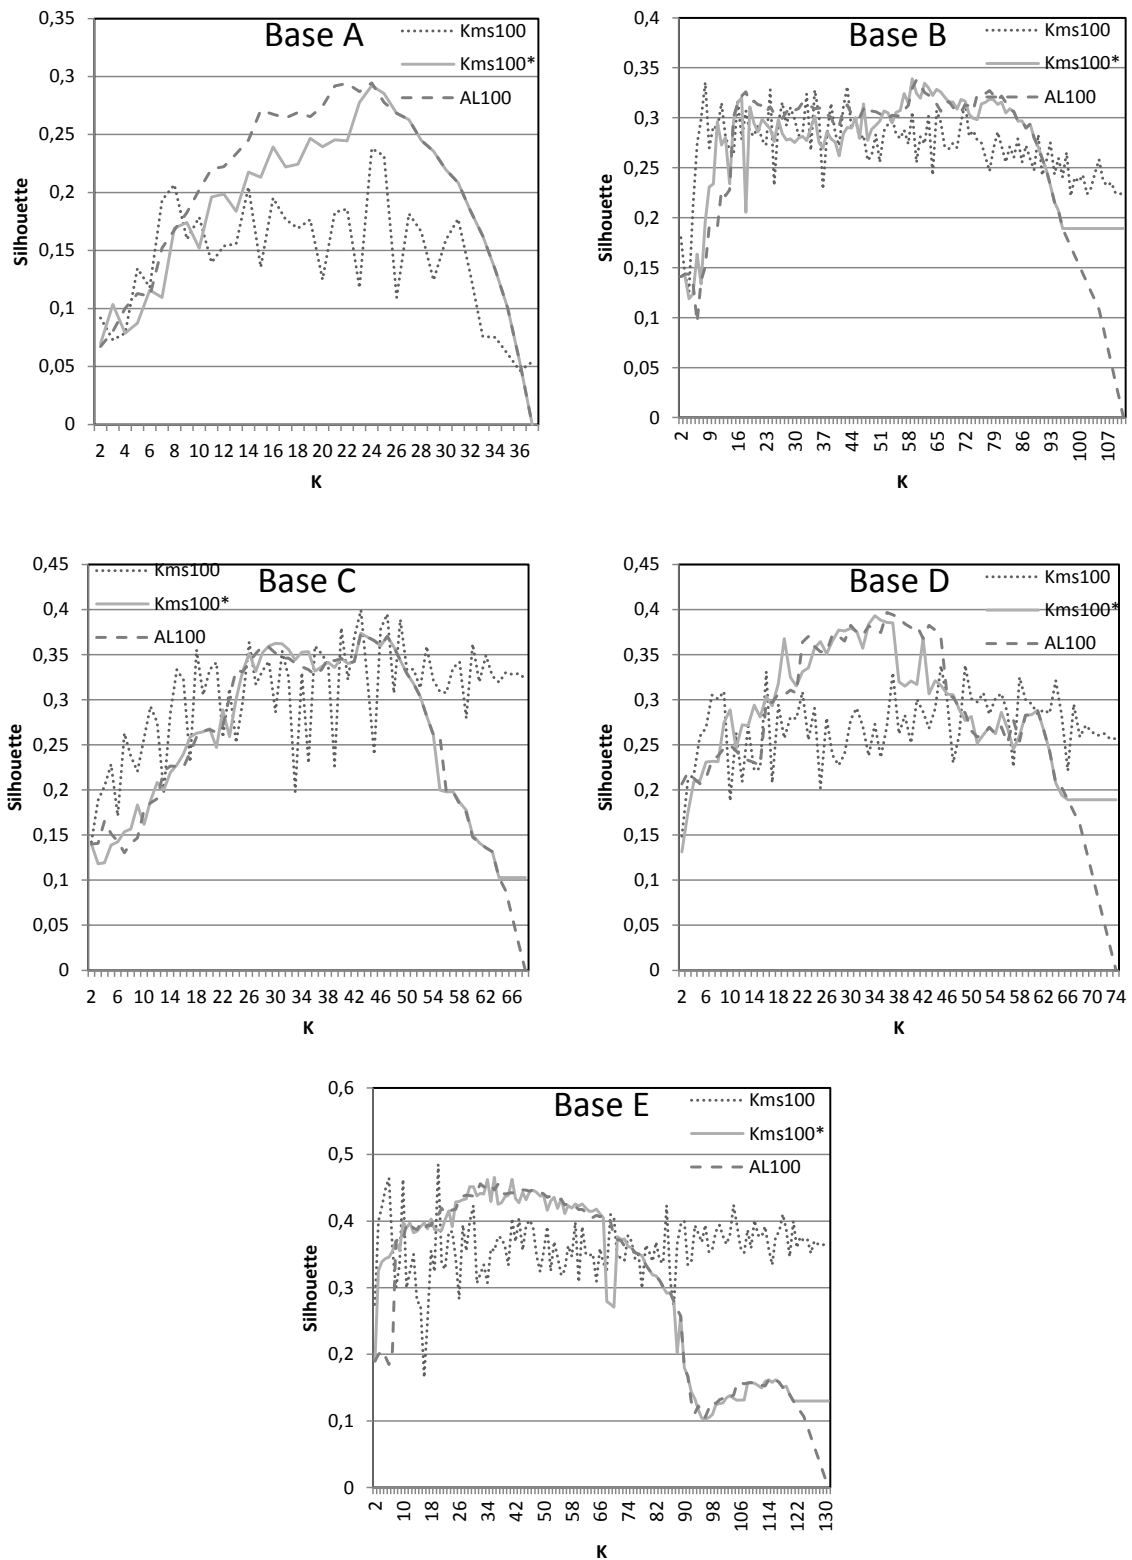 Base A
Kms100
Kms100*
AL100
0,35
0,3
0,25
0,2
0,15
0,1
0,05
0
Silhouette
2 4 6 8 10 12 14 16 18 20 22 24 26 28 30 32 34 36
K
Base B
Kms100
Kms100*
AL100
0,4
0,35
0,3
0,25
0,2
0,15
0,1
0,05
0
Silhouette
2 9 16 23 30 37 44 51 58 65 72 79 86 93 100 107
K
Base C
Kms100
Kms100*
AL100
0,45
0,4
0,35
0,3
0,25
0,2
0,15
0,1
0,05
0
Silhouette
2 6 10 14 18 22 26 30 34 38 42 46 50 54 58 62 66
K
Base D
Kms100
Kms100*
AL100
0,45
0,4
0,35
0,3
0,25
0,2
0,15
0,1
0,05
0
Silhouette
2 6 10 14 18 22 26 30 34 38 42 46 50 54 58 62 66 70 74
K
Base E
Kms100
Kms100*
AL100
0,6
0,5
0,4
0,3
0,2
0,1
0
Silhouette
2 10 18 26 34 42 50 58 66 74 82 90 98 106 114 122 130
K